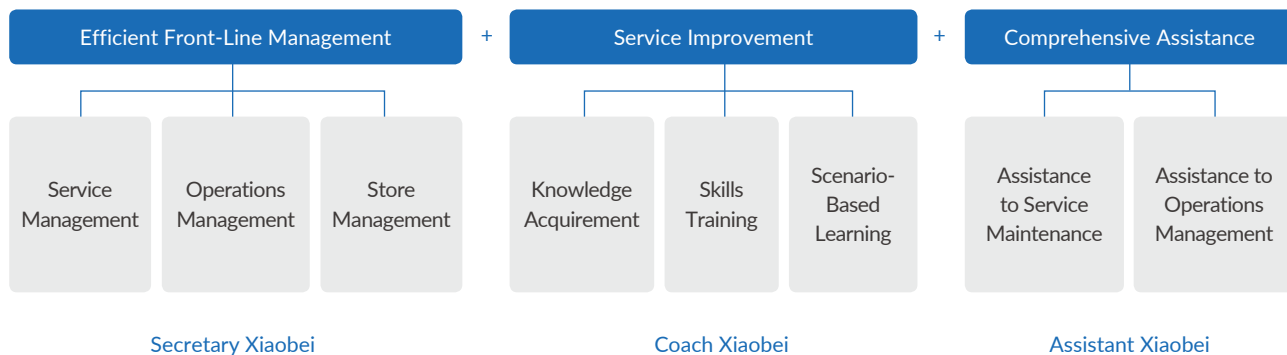 Efficient Front-Line Management
+
Service Improvement
+
Comprehensive Assistance
Service
Management
Operations
Management
Store
Management
Knowledge
Acquirement
Skills
Training
Scenario-
Based
Learning
Assistance
to Service
Maintenance
Assistance to
Operations
Management
Secretary Xiaobei
Coach Xiaobei
Assistant Xiaobei